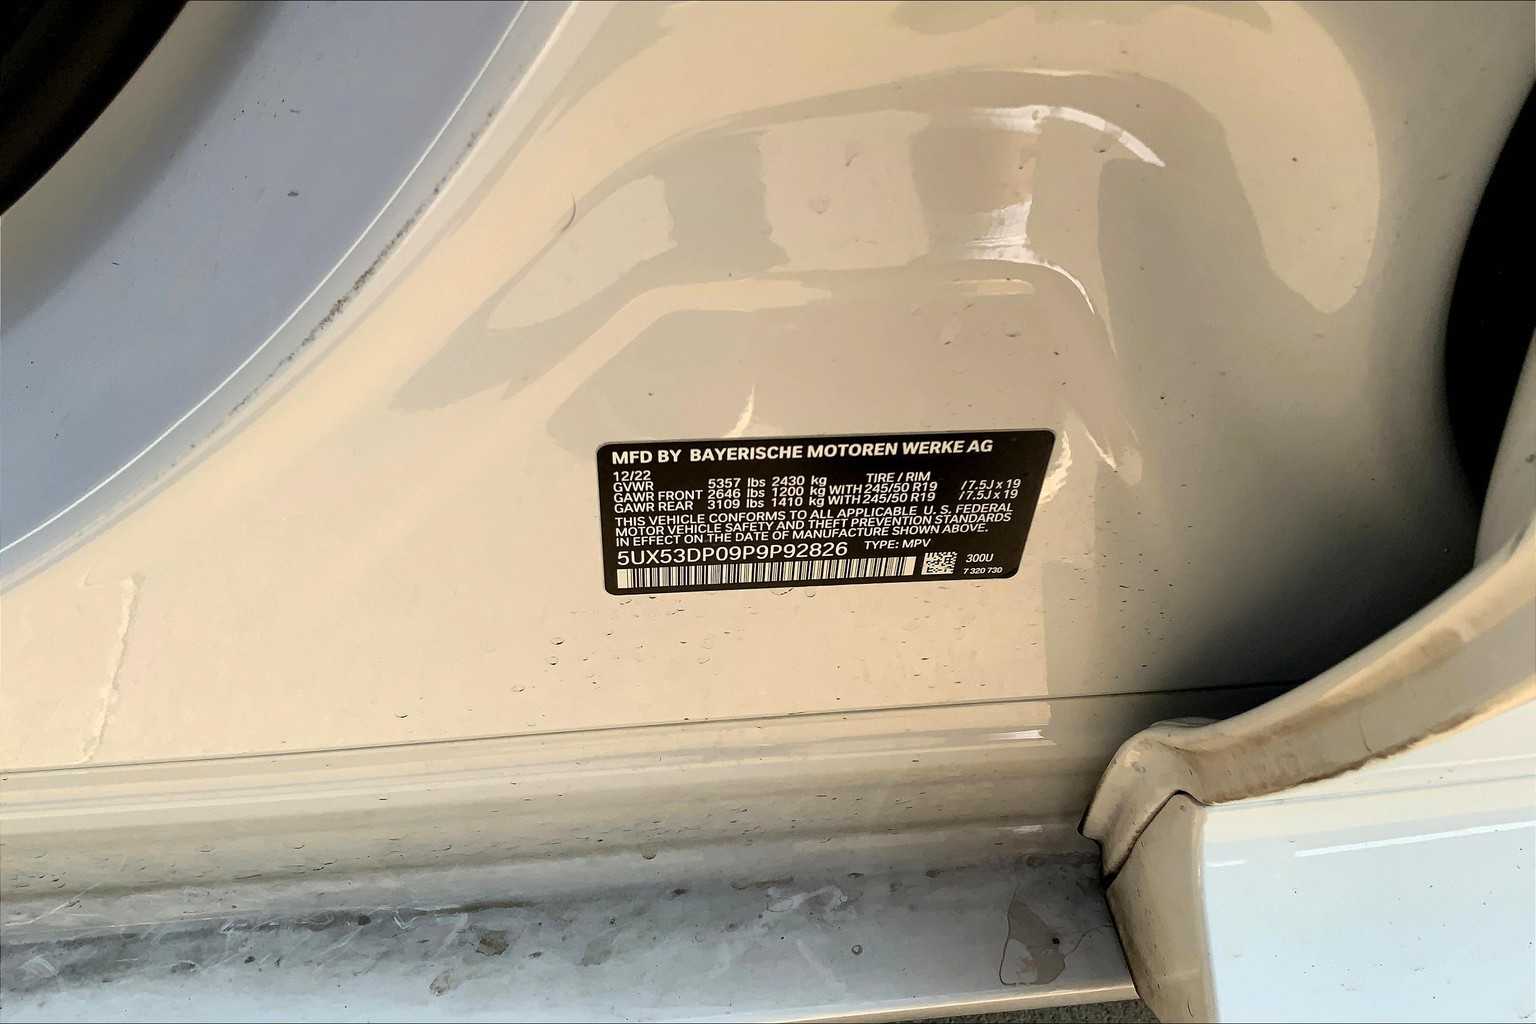 MFD BY BAYERISCHE MOTOREN WERKE AG
12/22 TIRE / RIM
GVWR 5357 lbs 2430 kg
GAWR FRONT 2646 lbs 1200 kg WITH 245/50 R19 / 7.5J x 19
GAWR REAR 3109 lbs 1410 kg WITH 245/50 R19 / 7.5J x 19
THIS VEHICLE CONFORMS TO ALL APPLICABLE U. S. FEDERAL
MOTOR VEHICLE SAFETY AND THEFT PREVENTION STANDARDS
IN EFFECT ON THE DATE OF MANUFACTURE SHOWN ABOVE.
5UX53DP09P9P92826 TYPE: MPV
300U
7 320 730